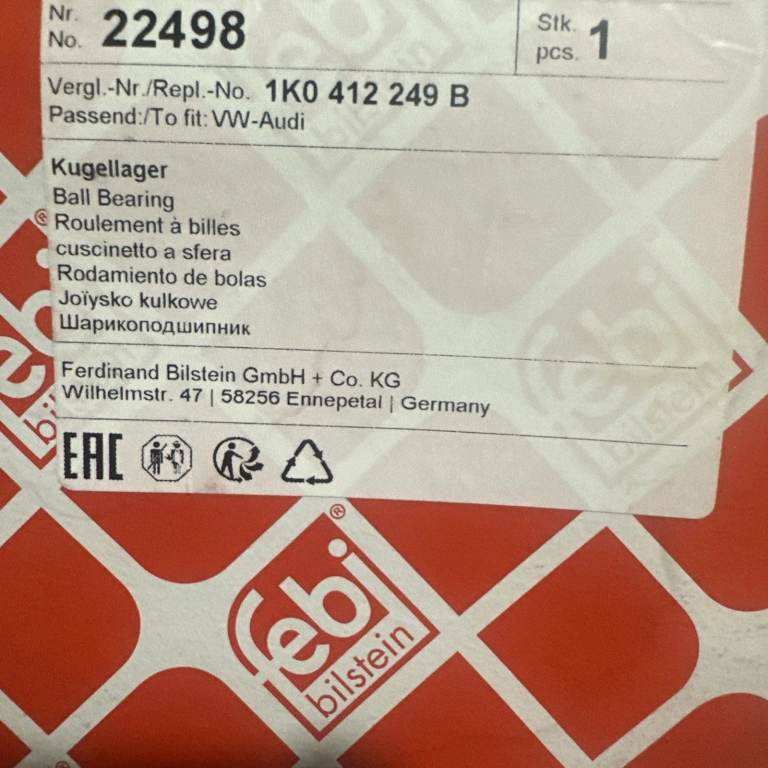 Nr. 22498
No.
Stk. 1
pcs.
Vergl.-Nr./Repl.-No. 1K0 412 249 B
Passend:/To fit: VW-Audi
Kugellager
Ball Bearing
Roulement à billes
cuscinetto a sfera
Rodamiento de bolas
Joïysko kulkowe
Шарикоподшипник
Ferdinand Bilstein GmbH + Co. KG
Wilhelmstr. 47 | 58256 Ennepetal | Germany
EAC
febi®
bilstein